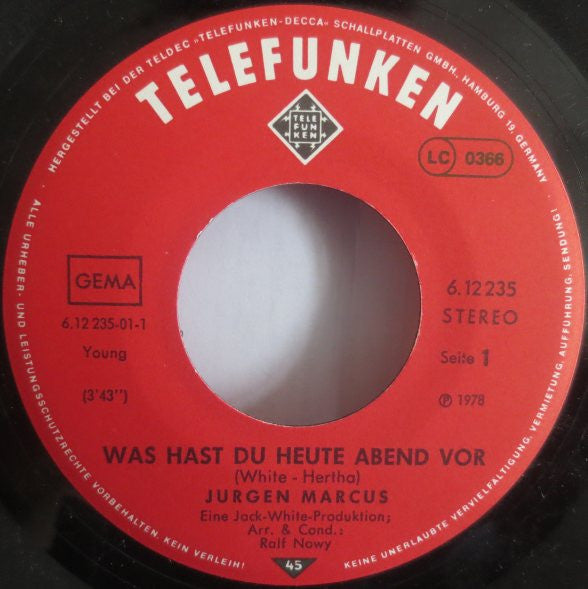 HERGESTELLT BEI DER TELDEC »TELEFUNKEN-DECCA« SCHALLPLATTEN GMBH, HAMBURG 19, GERMANY
TELEFUNKEN
TELE
FUN
KEN
LC 0366
GEMA
6.12 235-01-1
Young
(3'43'')
6.12235
STEREO
Seite 1
Ⓟ 1978
WAS HAST DU HEUTE ABEND VOR
(White - Hertha)
JURGEN MARCUS
Eine Jack-White-Produktion;
Arr. & Cond.:
Ralf Nowy
45
ALLE URHEBER- UND LEISTUNGSSCHUTZRECHTE VORBEHALTEN. KEIN VERLEIH!
KEINE UNERLAUBTE VERVIELFÄLTIGUNG, VERMIETUNG, AUFFÜHRUNG, SENDUNG!